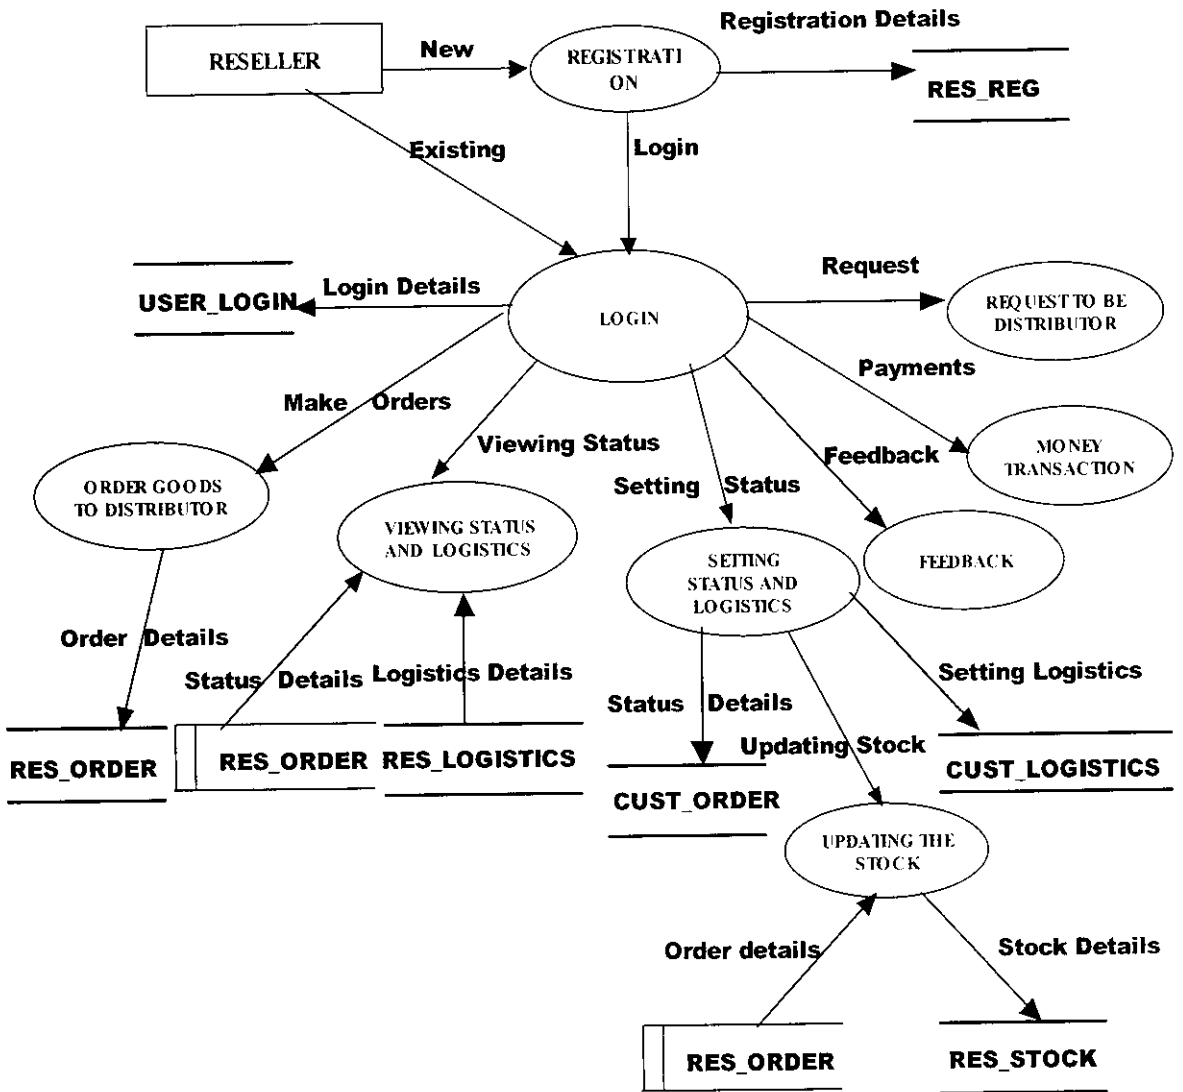 Registration Details
New
RESELLER
REGISTRATI
ON
RES_REG
Existing
Login
Request
Login Details
USER_LOGIN
LOGIN
REQUEST TO BE
DISTRIBUTOR
Payments
Make Orders
Viewing Status
Feedback
MONEY
TRANSACTION
Setting Status
ORDER GOODS
TO DISTRIBUTOR
VIEWING STATUS
AND LOGISTICS
SETTING
STATUS AND
LOGISTICS
FEEDBACK
Order Details
Status Details
Logistics Details
Setting Logistics
Status Details
Updating Stock
RES_ORDER
RES_ORDER
RES_LOGISTICS
CUST_LOGISTICS
CUST_ORDER
UPDATING THE
STOCK
Order details
Stock Details
RES_ORDER
RES_STOCK